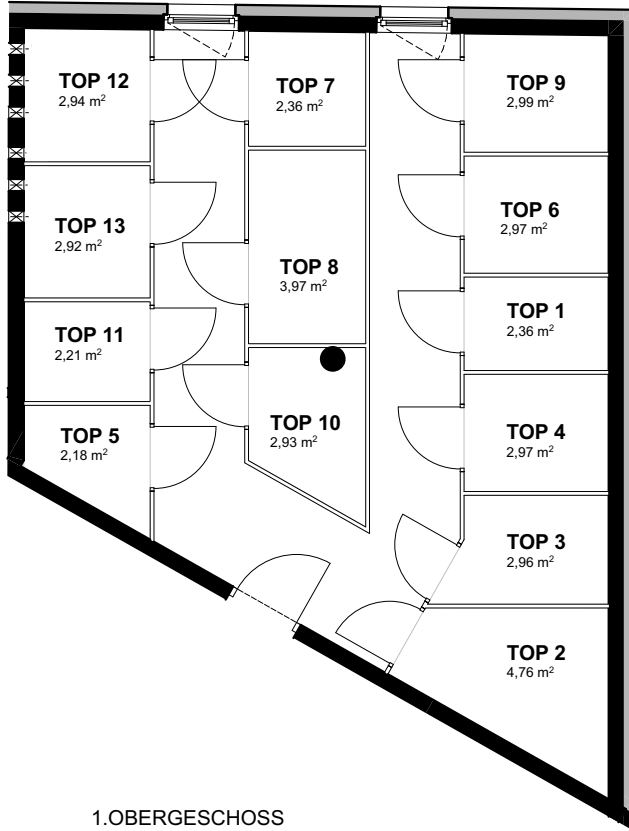 TOP 12
2,94 m²
TOP 7
2,36 m²
TOP 9
2,99 m²
TOP 13
2,92 m²
TOP 8
3,97 m²
TOP 6
2,97 m²
TOP 11
2,21 m²
TOP 1
2,36 m²
TOP 5
2,18 m²
TOP 10
2,93 m²
TOP 4
2,97 m²
TOP 3
2,96 m²
TOP 2
4,76 m²
1.OBERGESCHOSS